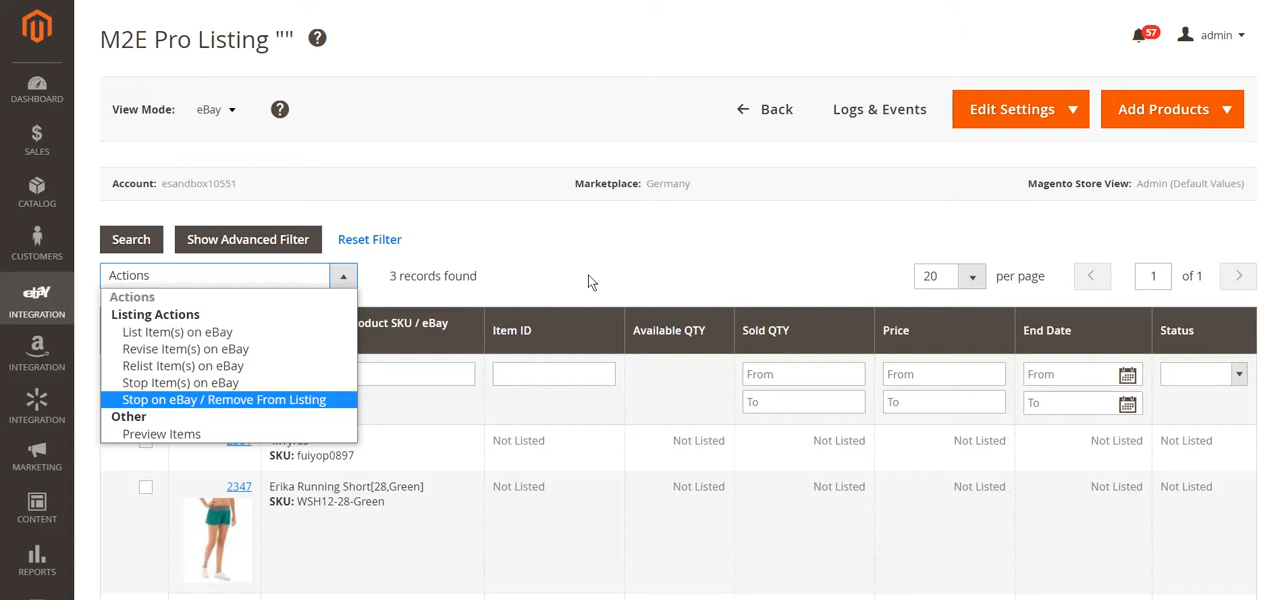 M2E Pro Listing "" ?
57
admin
View Mode: eBay ?
Back
Logs & Events
Edit Settings
Add Products
Account: esandbox10551
Marketplace: Germany
Magento Store View: Admin (Default Values)
Search
Show Advanced Filter
Reset Filter
Actions
3 records found
20
per page
1
of 1
Actions
Listing Actions
List Item(s) on eBay
Revise Item(s) on eBay
Relist Item(s) on eBay
Stop Item(s) on eBay
Stop on eBay / Remove From Listing
Other
Preview Items
SKU / eBay
Item ID
Available QTY
Sold QTY
Price
End Date
Status
From
From
From
To
To
To
Not Listed
Not Listed
Not Listed
Not Listed
Not Listed
Not Listed
SKU: fuiyop0897
2347
Erika Running Short[28,Green]
SKU: WSH12-28-Green
Not Listed
Not Listed
Not Listed
Not Listed
Not Listed
Not Listed
DASHBOARD
$
SALES
CATALOG
CUSTOMERS
ebay
INTEGRATION
a
INTEGRATION
INTEGRATION
MARKETING
CONTENT
REPORTS